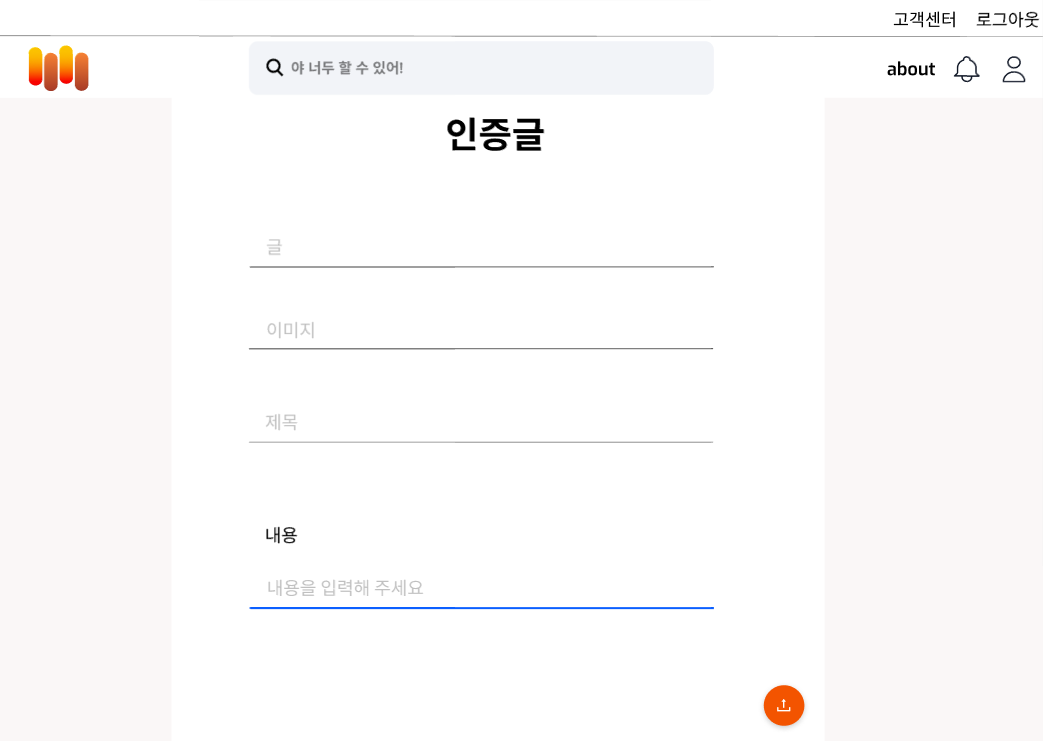 고객센터 로그아웃
야 너두 할 수 있어!
about
인증글
글
이미지
제목
내용
내용을 입력해 주세요